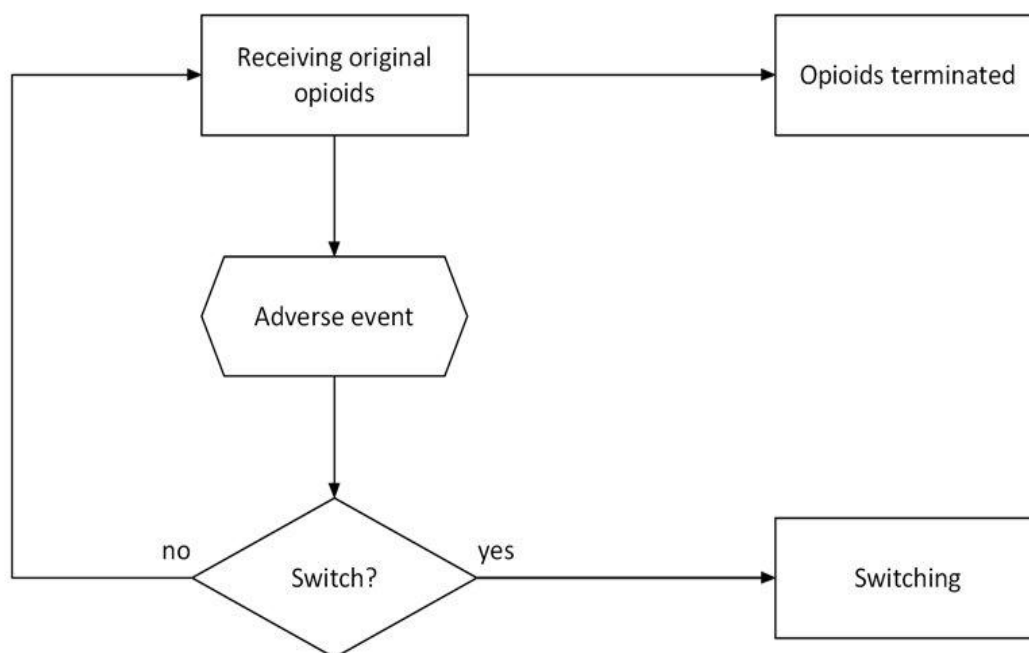 Receiving original
opioids
Opioids terminated
Adverse event
no
yes
Switch?
Switching